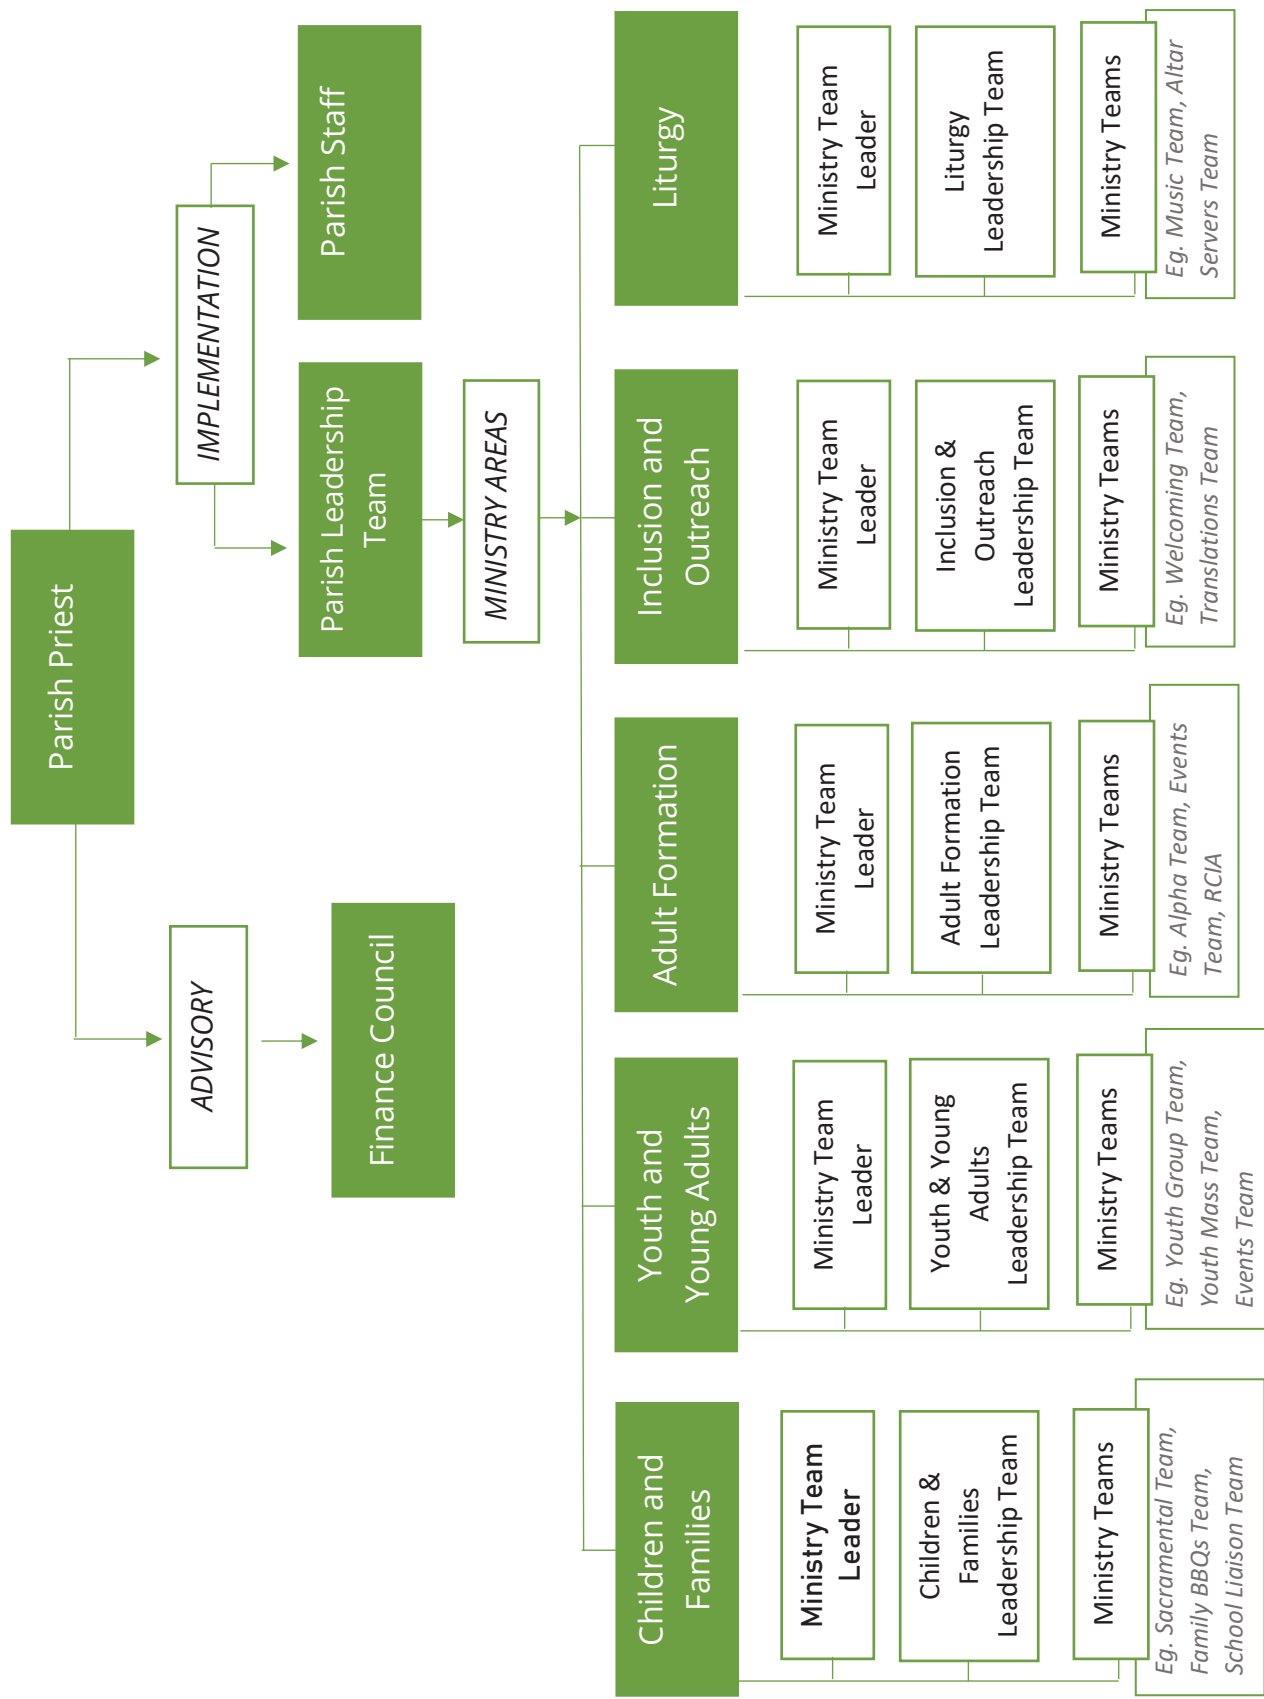 Parish Priest
ADVISORY
IMPLEMENTATION
Finance Council
Parish Leadership
Team
Parish Staff
MINISTRY AREAS
Children and
Families
Youth and
Young Adults
Adult Formation
Inclusion and
Outreach
Liturgy
Ministry Team
Leader
Children &
Families
Leadership Team
Ministry Teams
Eg. Sacramental Team,
Family BBQs Team,
School Liaison Team
Ministry Team
Leader
Youth & Young
Adults
Leadership Team
Ministry Teams
Eg. Youth Group Team,
Youth Mass Team,
Events Team
Ministry Team
Leader
Adult Formation
Leadership Team
Ministry Teams
Eg. Alpha Team, Events
Team, RCIA
Ministry Team
Leader
Inclusion &
Outreach
Leadership Team
Ministry Teams
Eg. Welcoming Team,
Translations Team
Ministry Team
Leader
Liturgy
Leadership Team
Ministry Teams
Eg. Music Team, Altar
Servers Team